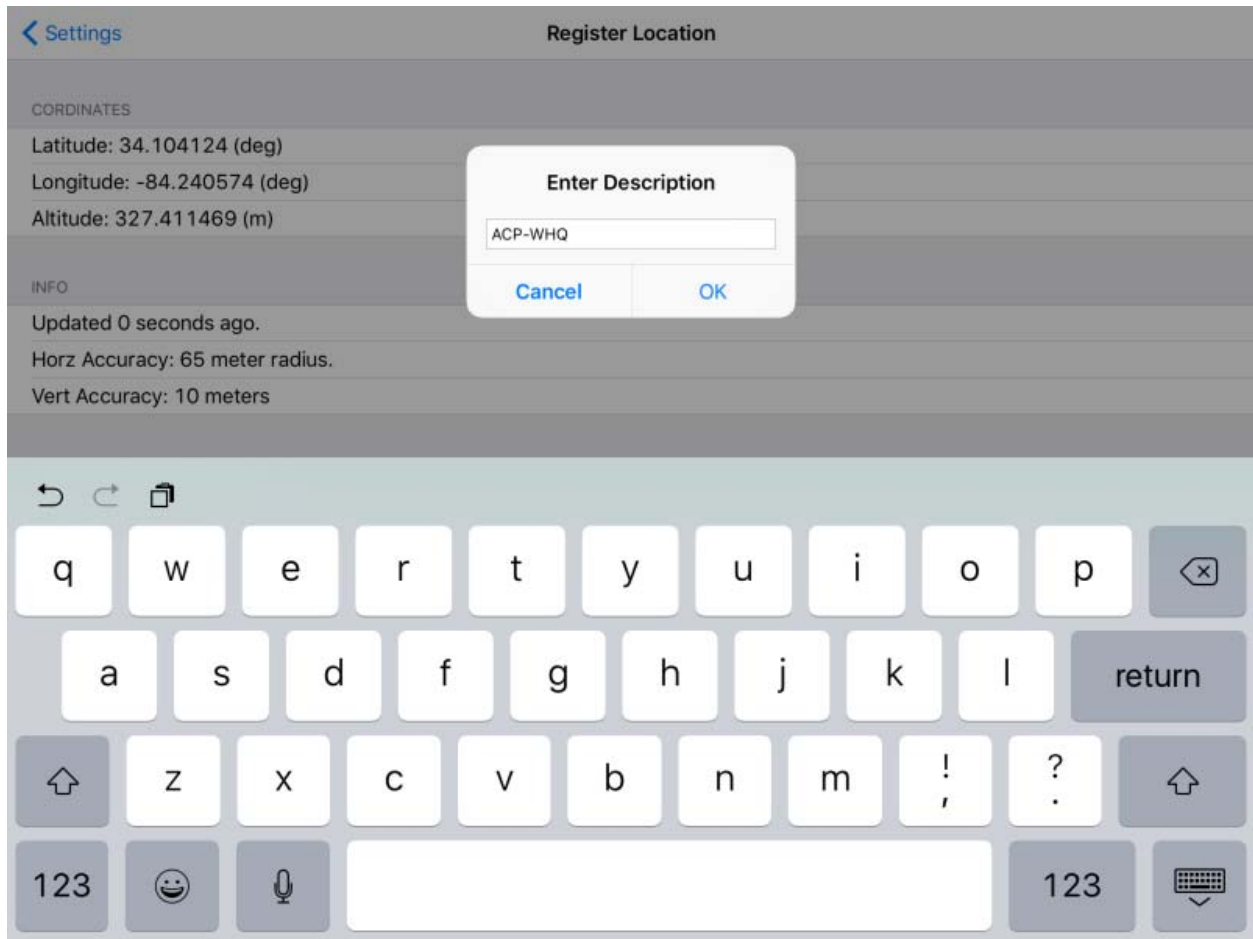 Settings
Register Location
CORDINATES
Latitude: 34.104124 (deg)
Longitude: -84.240574 (deg)
Altitude: 327.411469 (m)
Enter Description
ACP-WHQ
Cancel OK
INFO
Updated 0 seconds ago.
Horz Accuracy: 65 meter radius.
Vert Accuracy: 10 meters
q w e r t y u i o p
a s d f g h j k l return
z x c v b n m ! , ? .
123 123